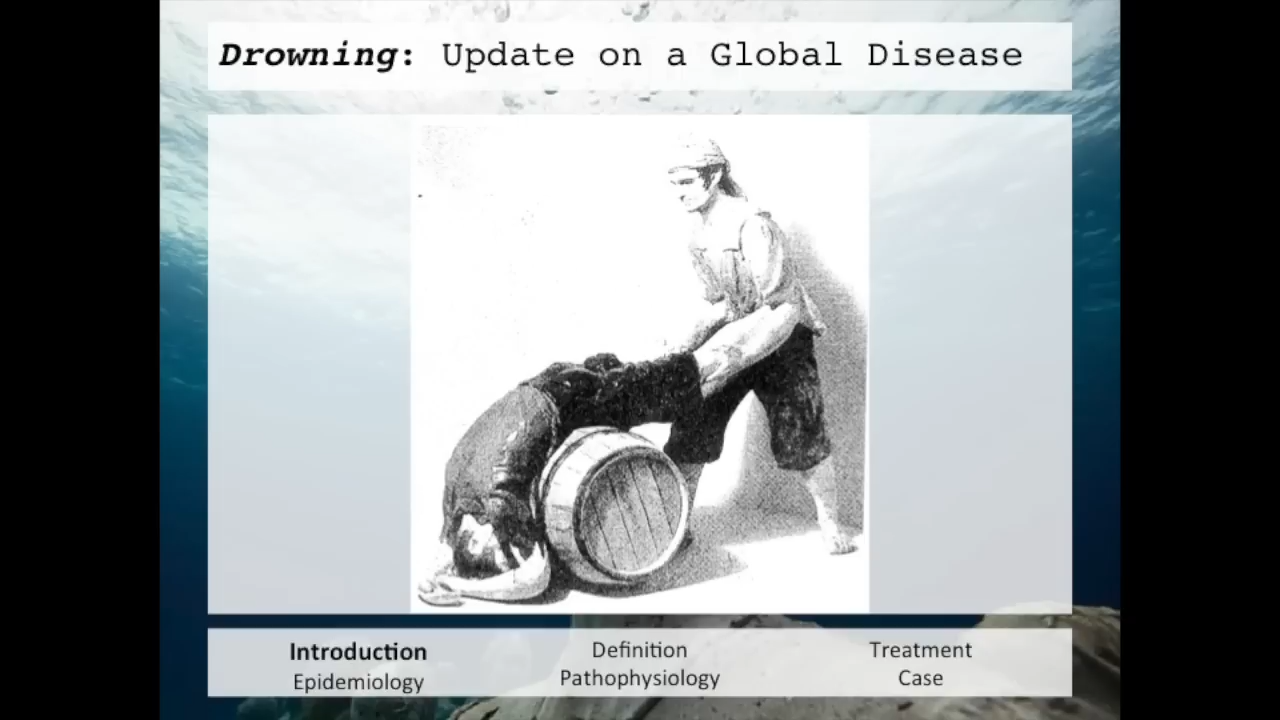 Drowning: Update on a Global Disease
Introduction
Epidemiology
Definition
Pathophysiology
Treatment
Case